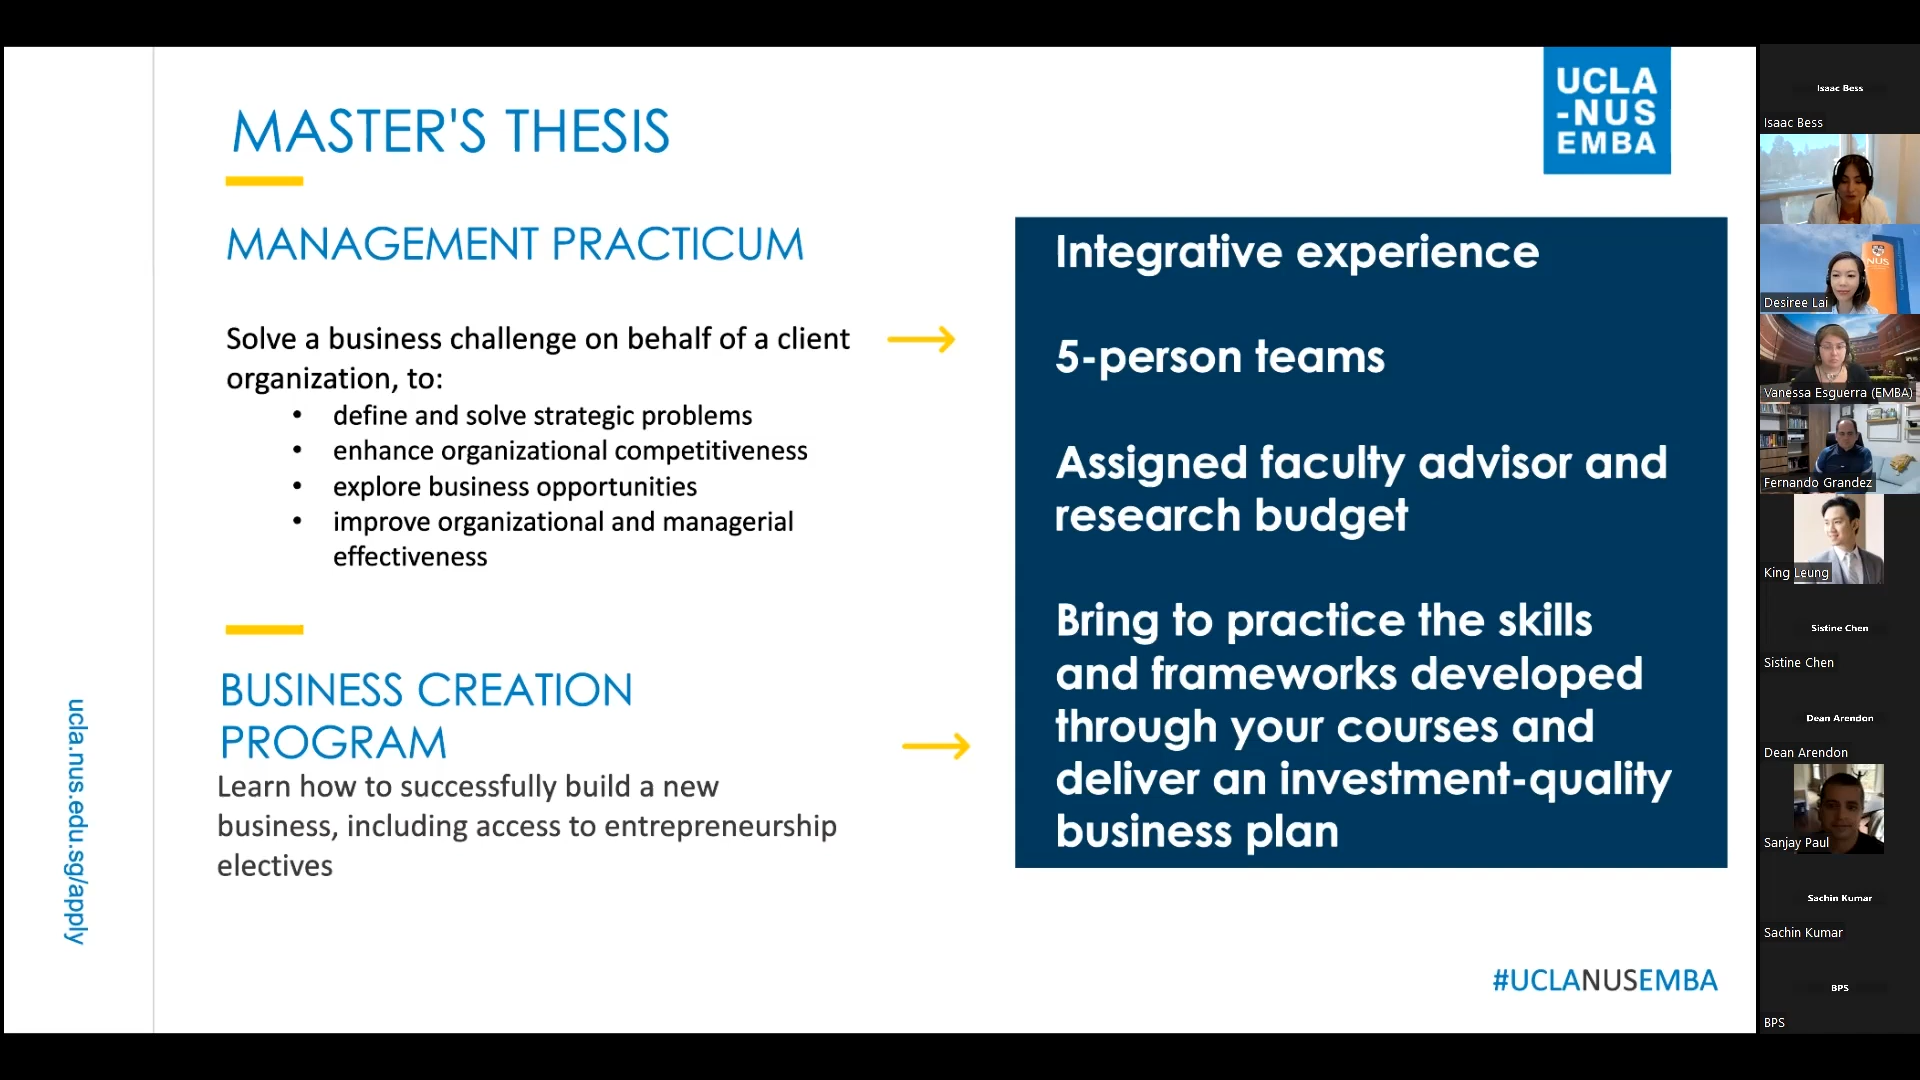 MASTER'S THESIS
UCLA
-NUS
EMBA
MANAGEMENT PRACTICUM
Solve a business challenge on behalf of a client
organization, to:
• define and solve strategic problems
• enhance organizational competitiveness
• explore business opportunities
• improve organizational and managerial
effectiveness
BUSINESS CREATION
PROGRAM
Learn how to successfully build a new
business, including access to entrepreneurship
electives
Integrative experience
5-person teams
Assigned faculty advisor and
research budget
Bring to practice the skills
and frameworks developed
through your courses and
deliver an investment-quality
business plan
ucla.nus.edu.sg/apply
#UCLANUSEMBA
Isaac Bess
Isaac Bess
NUS
Desiree Lai
Vanessa Esguerra (EMBA)
Fernando Grandez
King Leung
Sistine Chen
Sistine Chen
Dean Arendon
Dean Arendon
Sanjay Paul
Sachin Kumar
Sachin Kumar
BPS
BPS